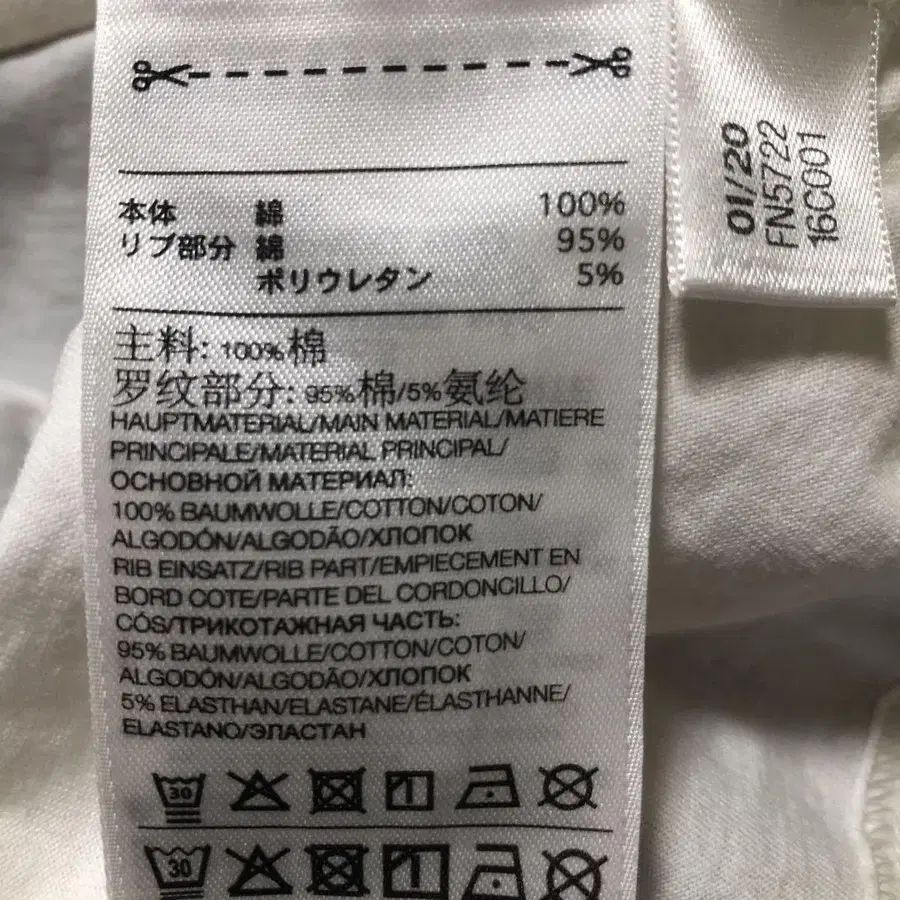 本体 綿 100%
リブ部分 綿 95%
ポリウレタン 5%
主料: 100%棉
罗纹部分: 95%棉/5%氨纶
HAUPTMATERIAL/MAIN MATERIAL/MATIERE
PRINCIPALE/MATERIAL PRINCIPAL/
ОСНОВНОЙ МАТЕРИАЛ:
100% BAUMWOLLE/COTTON/COTON/
ALGODÓN/ALGODÃO/ХЛОПОК
RIB EINSATZ/RIB PART/EMPIECEMENT EN
BORD COTE/PARTE DEL CORDONCILLO/
CÓS/ТРИКОТАЖНАЯ ЧАСТЬ:
95% BAUMWOLLE/COTTON/COTON/
ALGODÓN/ALGODÃO/ХЛОПОК
5% ELASTHAN/ELASTANE/ÉLASTHANNE/
ELASTANO/ЭЛАСТАН
30
30
01/20
FN5722
16C001